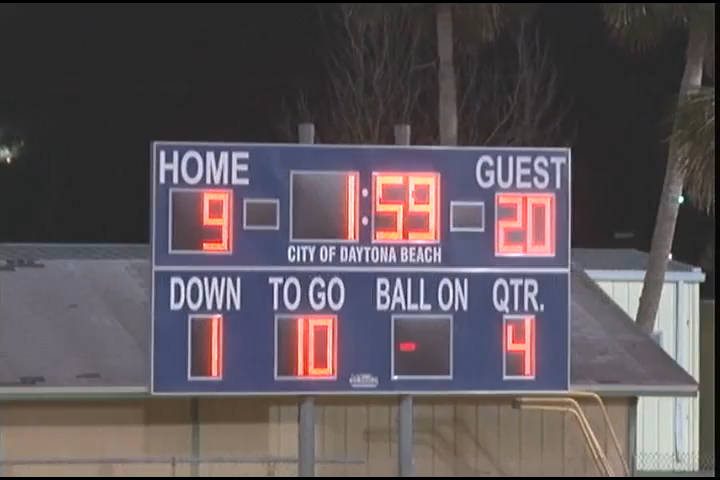 HOME GUEST
9 1:59 20
CITY OF DAYTONA BEACH
DOWN TO GO BALL ON QTR.
1 10 - 4